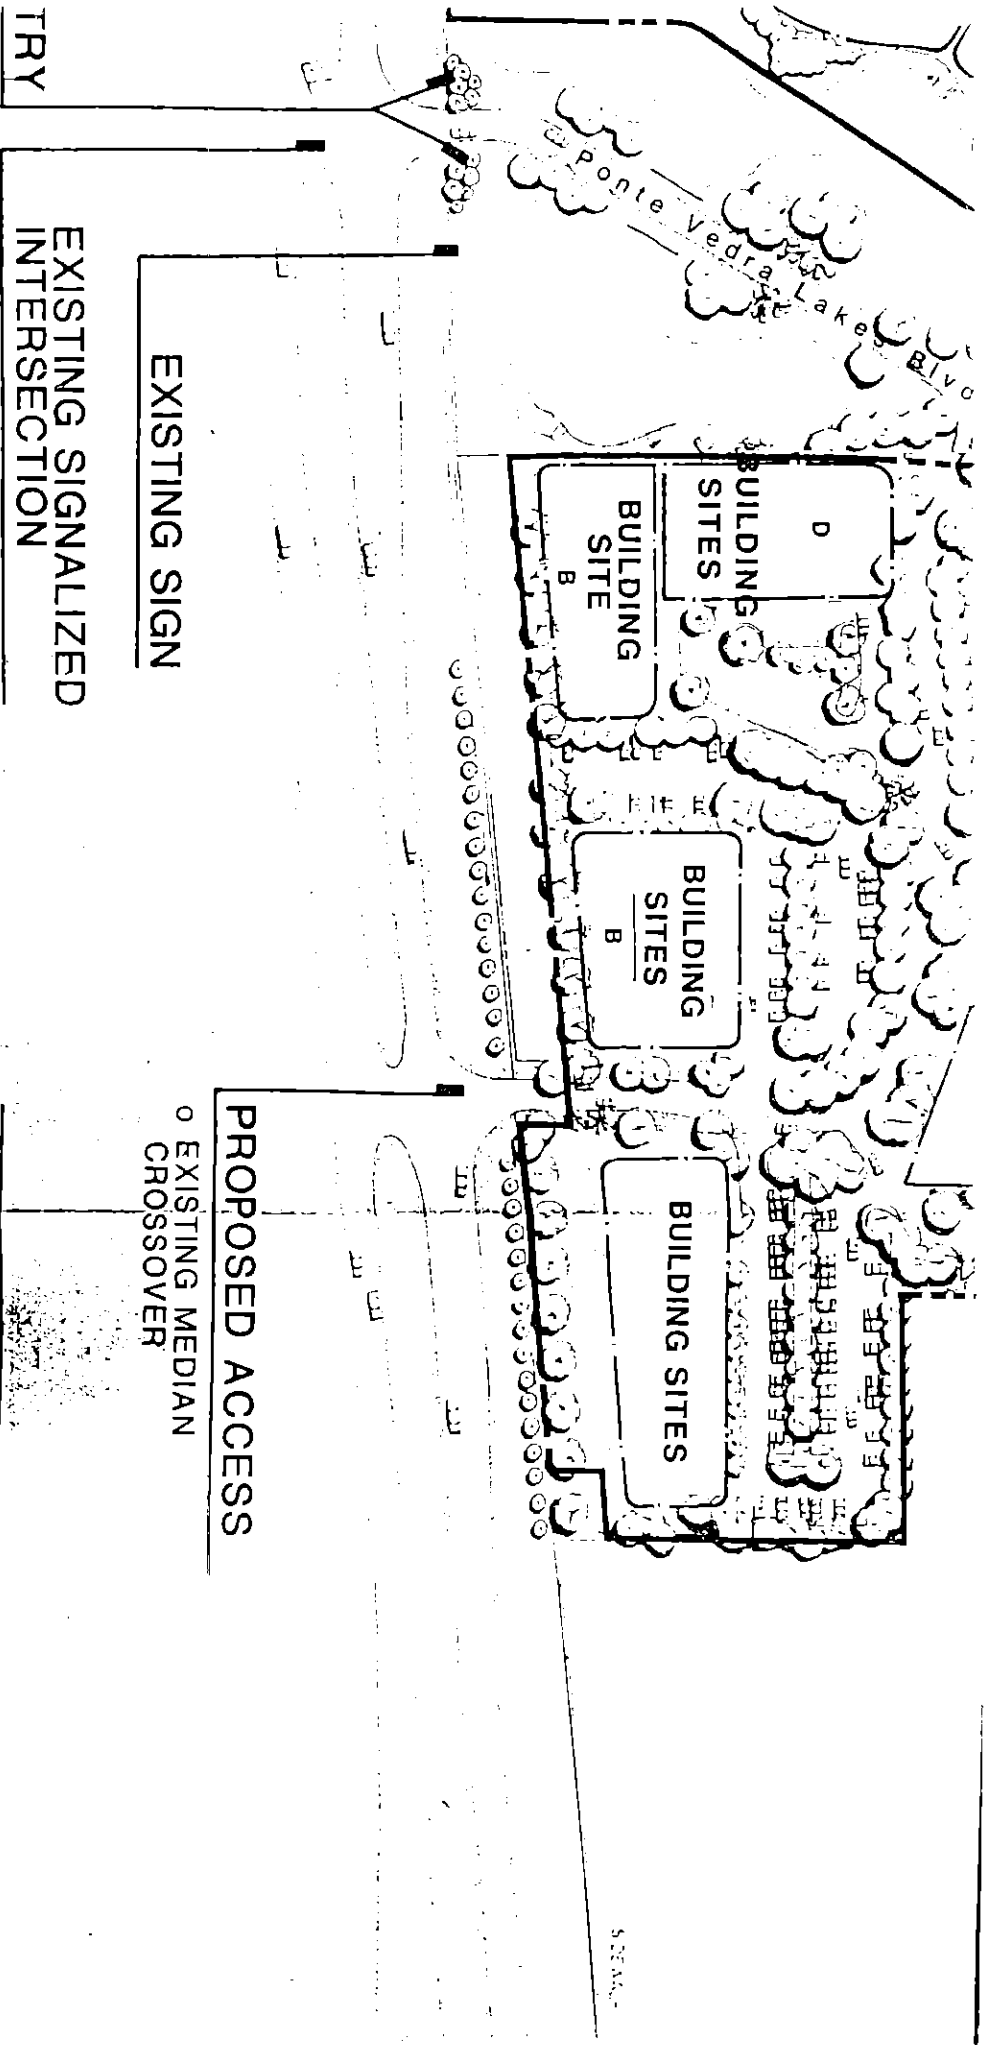 Ponte Vedra Lake Blvd
D
BUILDING
SITES
BUILDING
SITE
B
BUILDING
SITES
B
BUILDING SITES
TRY
EXISTING SIGNALIZED
INTERSECTION
EXISTING SIGN
PROPOSED ACCESS
o EXISTING MEDIAN
CROSSOVER